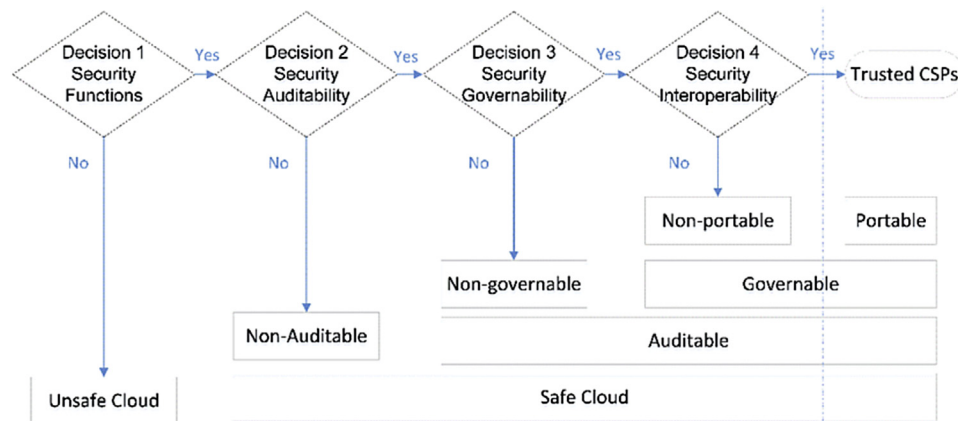 Decision 1
Security
Functions
Yes
Decision 2
Security
Auditability
Yes
Decision 3
Security
Governability
Yes
Decision 4
Security
Interoperability
Yes
Trusted CSPs
No
No
No
No
Non-portable
Portable
Non-governable
Governable
Non-Auditable
Auditable
Unsafe Cloud
Safe Cloud